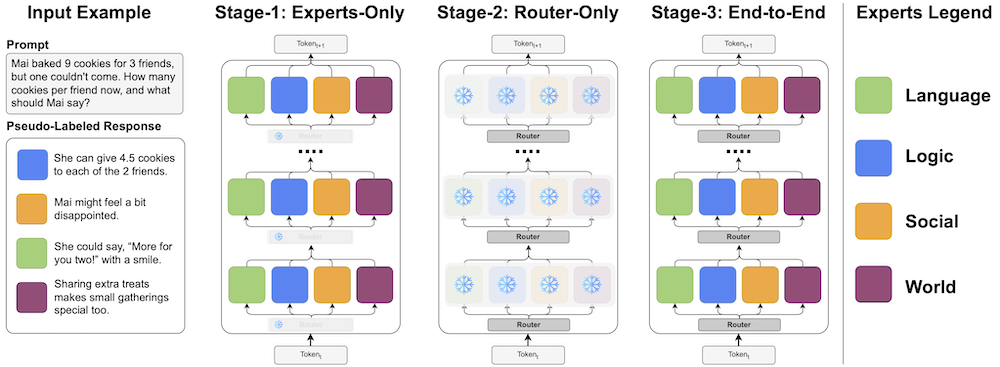 Input Example
Prompt
Mai baked 9 cookies for 3 friends,
but one couldn't come. How many
cookies per friend now, and what
should Mai say?
Pseudo-Labeled Response
She can give 4.5 cookies
to each of the 2 friends.
Mai might feel a bit
disappointed.
She could say, “More for
you two!” with a smile.
Sharing extra treats
makes small gatherings
special too.
Stage-1: Experts-Only
Token t+1
Router
....
Router
Router
Token t
Stage-2: Router-Only
Token t+1
Router
....
Router
Router
Token t
Stage-3: End-to-End
Token t+1
Router
....
Router
Router
Token t
Experts Legend
Language
Logic
Social
World